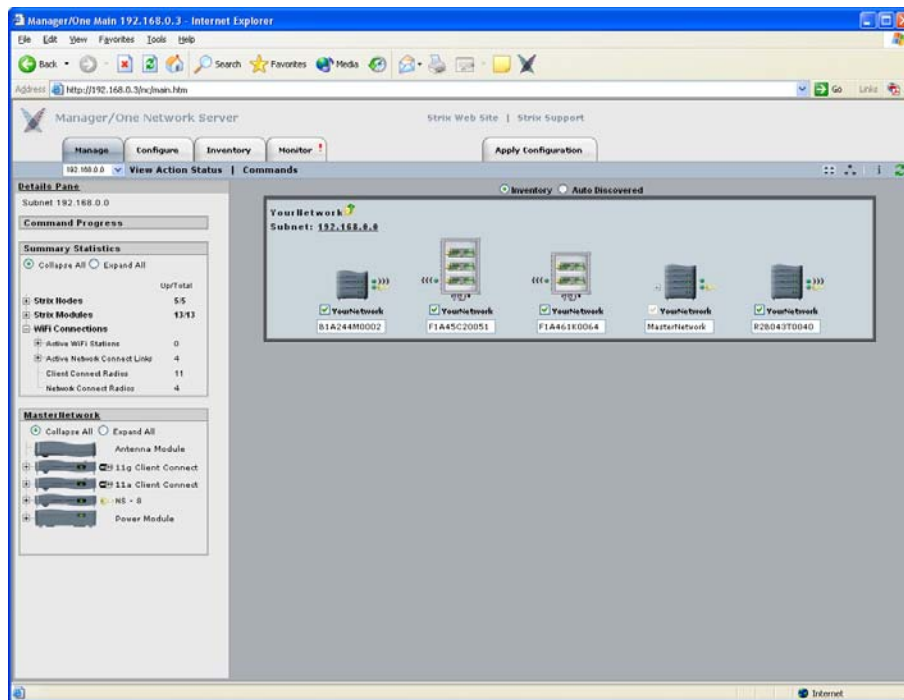 Manager/One Main 192.168.0.3 - Internet Explorer
File Edit View Favorites Tools Help
Back Search Favorites Media
Address http://192.168.0.3/nc/main.htm Go Links
Manager/One Network Server Strix Web Site | Strix Support
Manage Configure Inventory Monitor ! Apply Configuration
192.168.0.0 View Action Status | Commands i
Details Pane
Subnet 192.168.0.0
Command Progress
Summary Statistics
Collapse All Expand All
Up/Total
Strix Nodes 5/5
Strix Modules 13/13
WiFi Connections
Active WiFi Stations 0
Active Network Connect Links 4
Client Connect Radios 11
Network Connect Radios 4
MasterNetwork
Collapse All Expand All
Antenna Module
11g Client Connect
11a Client Connect
NS - S
Power Module
Inventory Auto Discovered
YourNetwork
Subnet: 192.168.0.0
YourNetwork YourNetwork YourNetwork YourNetwork YourNetwork
B1A244M0002 F1A45C20051 F1A461K0064 MasterNetwork R2B043T0040
Internet